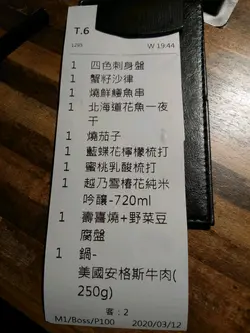 T.6
W 19:44
1 四色刺身盤
1 蟹籽沙律
1 燒鮮鰻魚串
1 北海道花魚一夜
干
1 燒茄子
1 藍蝶花檸檬梳打
1 蜜桃乳酸梳打
1 越乃雪椿花純米
吟釀-720ml
1 壽喜燒+野菜豆
腐盤
1 鍋-
美國安格斯牛肉(
250g)
客：2
M1/Boss/P100 2020/03/12